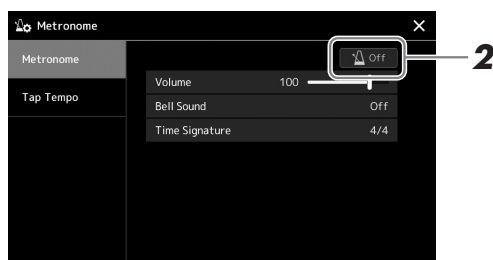 Metronome
Metronome
Off
2
Volume 100
Tap Tempo
Bell Sound Off
Time Signature 4/4